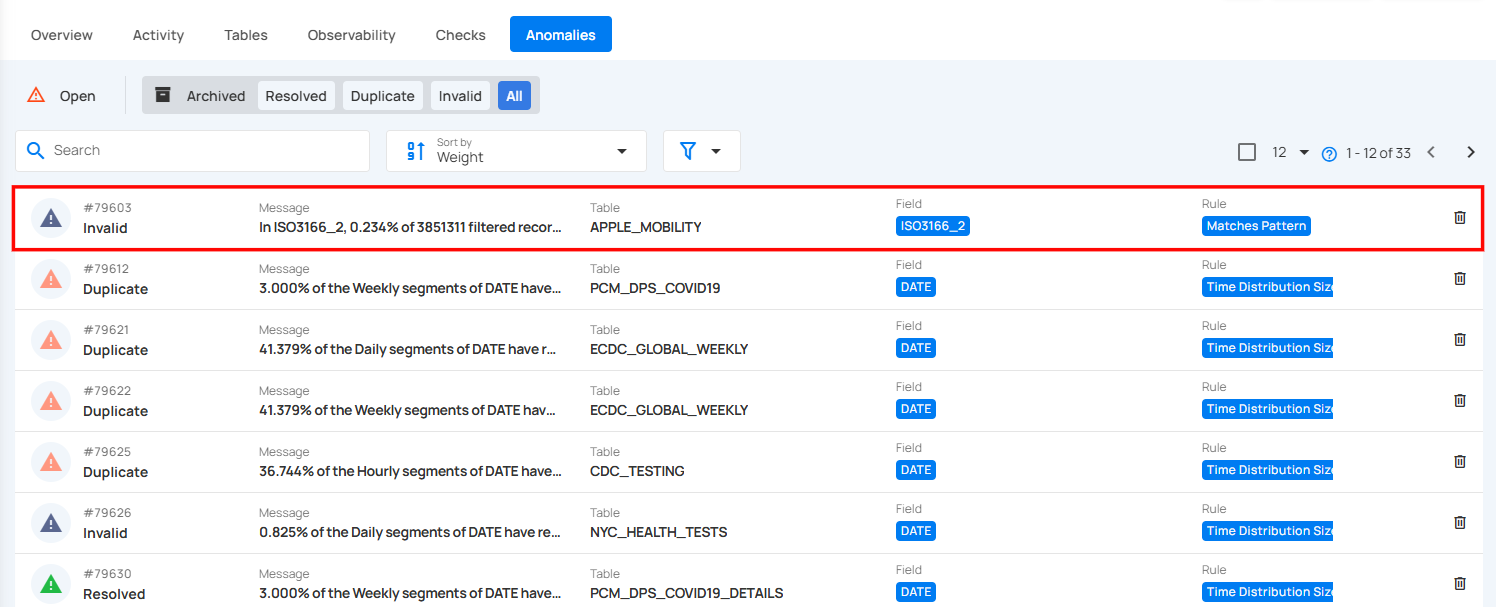 Overview Activity Tables Observability Checks Anomalies
Open Archived Resolved Duplicate Invalid All
Search
Sort by
Weight
12 1 - 12 of 33
#79603 Message Table Field Rule
Invalid In ISO3166_2, 0.234% of 3851311 filtered recor... APPLE_MOBILITY ISO3166_2 Matches Pattern
#79612 Message Table Field Rule
Duplicate 3.000% of the Weekly segments of DATE have... PCM_DPS_COVID19 DATE Time Distribution Size
#79621 Message Table Field Rule
Duplicate 41.379% of the Daily segments of DATE have r... ECDC_GLOBAL_WEEKLY DATE Time Distribution Size
#79622 Message Table Field Rule
Duplicate 41.379% of the Weekly segments of DATE hav... ECDC_GLOBAL_WEEKLY DATE Time Distribution Size
#79625 Message Table Field Rule
Duplicate 36.744% of the Hourly segments of DATE have... CDC_TESTING DATE Time Distribution Size
#79626 Message Table Field Rule
Invalid 0.825% of the Daily segments of DATE have re... NYC_HEALTH_TESTS DATE Time Distribution Size
#79630 Message Table Field Rule
Resolved 3.000% of the Weekly segments of DATE have... PCM_DPS_COVID19_DETAILS DATE Time Distribution Size